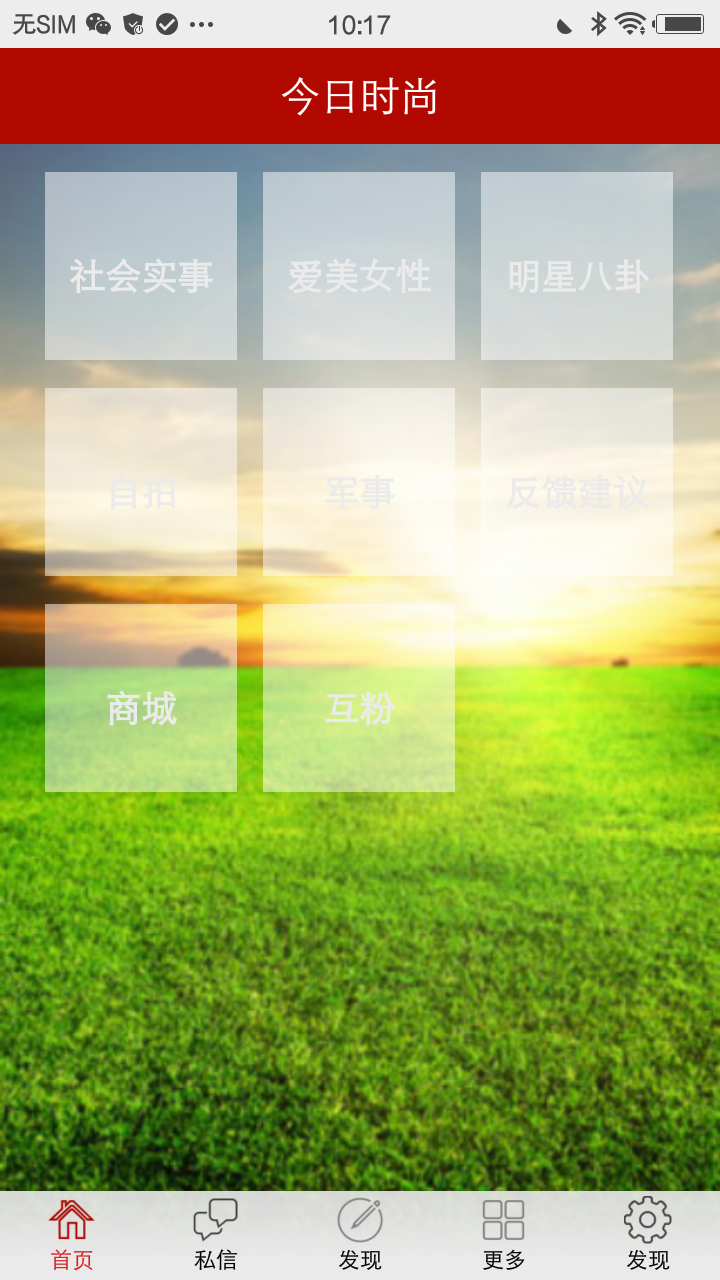 无SIM 10:17
今日时尚
社会实事 爱美女性 明星八卦
自拍 军事 反馈建议
商城 互粉
首页 私信 发现 更多 发现